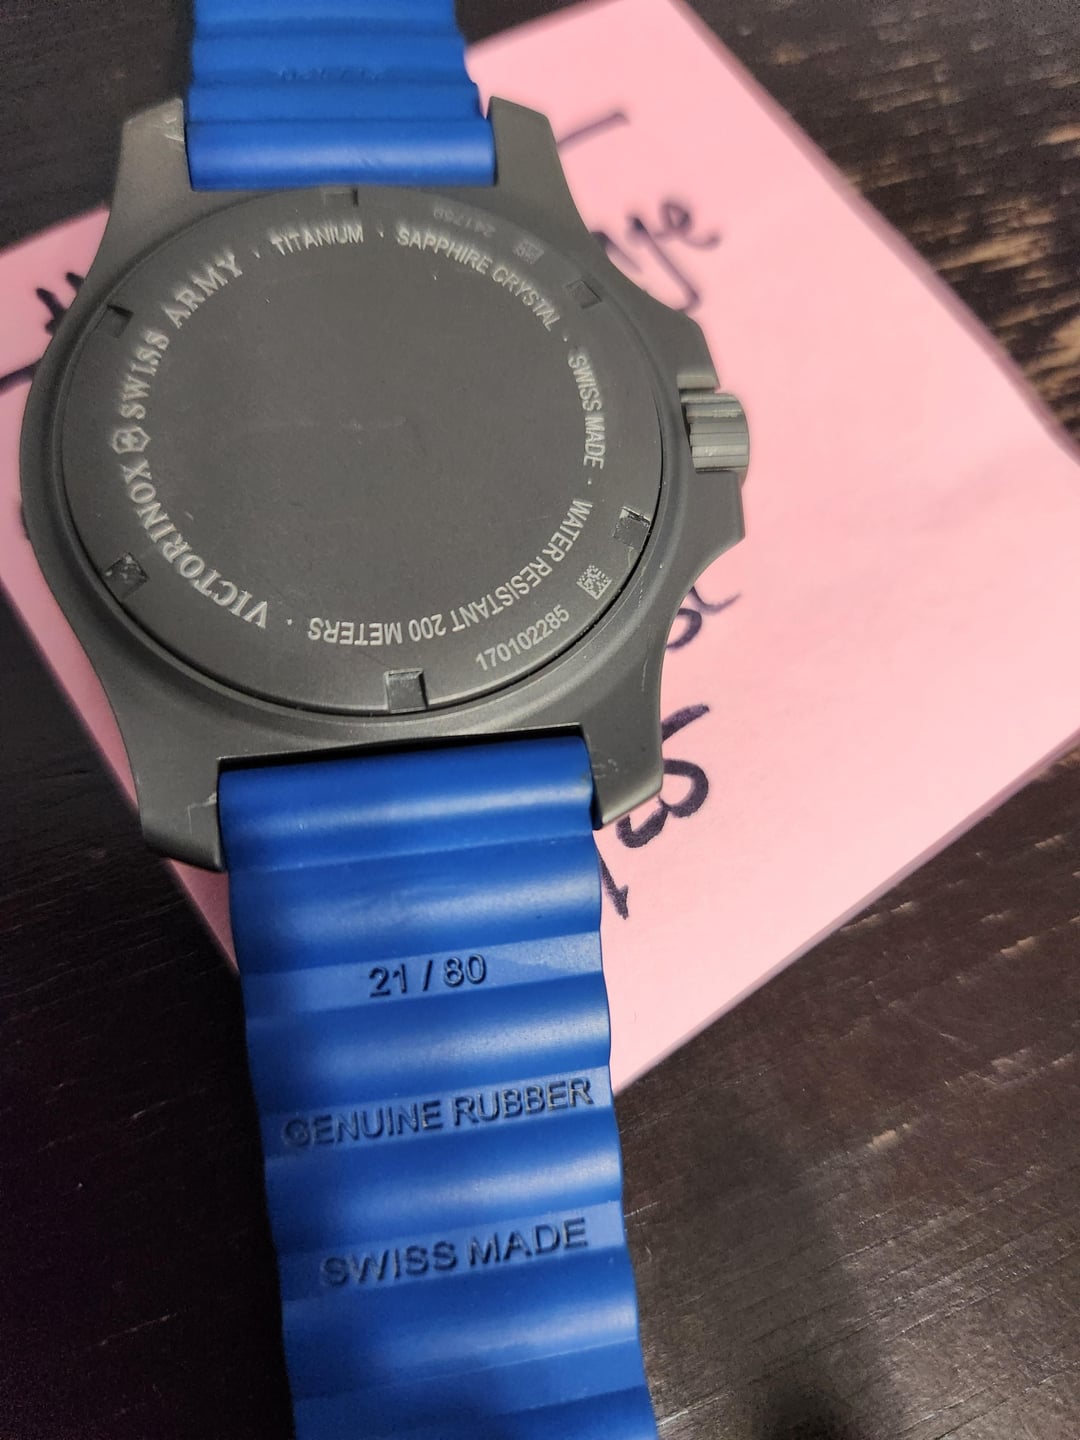 VICTORINOX SWISS ARMY · TITANIUM · SAPPHIRE CRYSTAL · SWISS MADE · WATER RESISTANT 200 METERS ·
170102285
21 / 80
GENUINE RUBBER
SWISS MADE